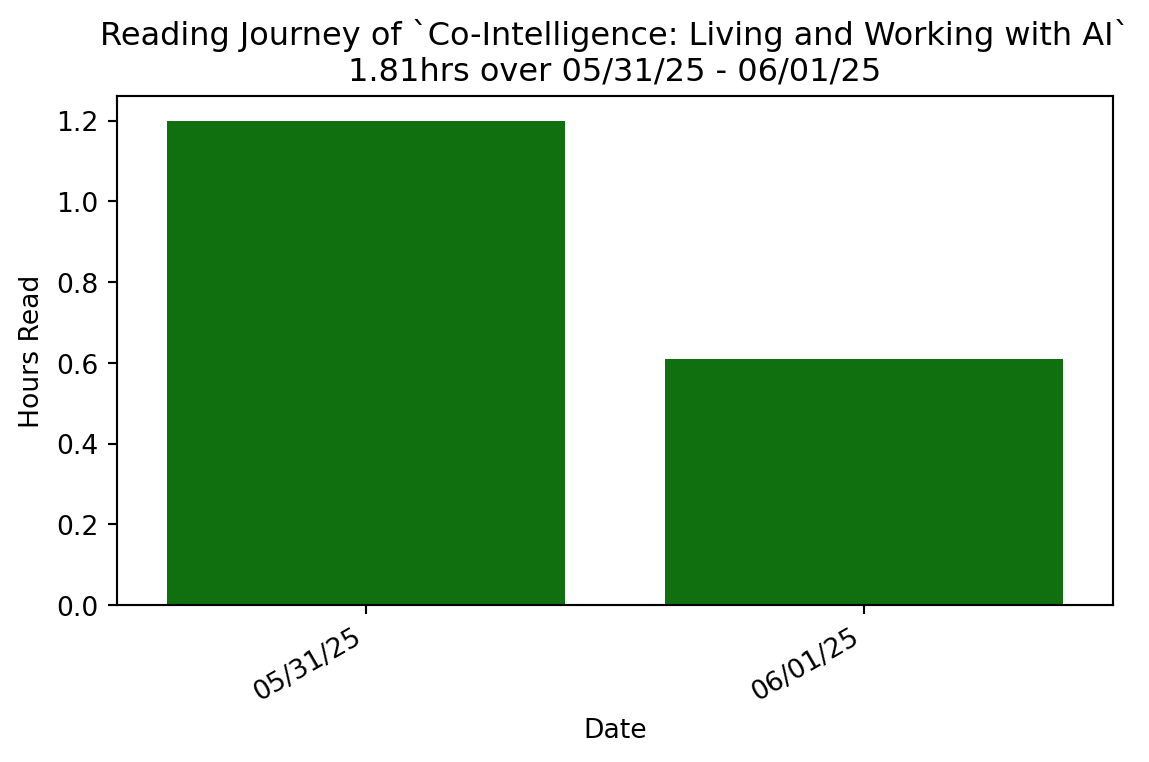 Reading Journey of `Co-Intelligence: Living and Working with AI`
1.81hrs over 05/31/25 - 06/01/25
1.2
1.0
0.8
0.6
0.4
0.2
0.0
Hours Read
05/31/25
06/01/25
Date